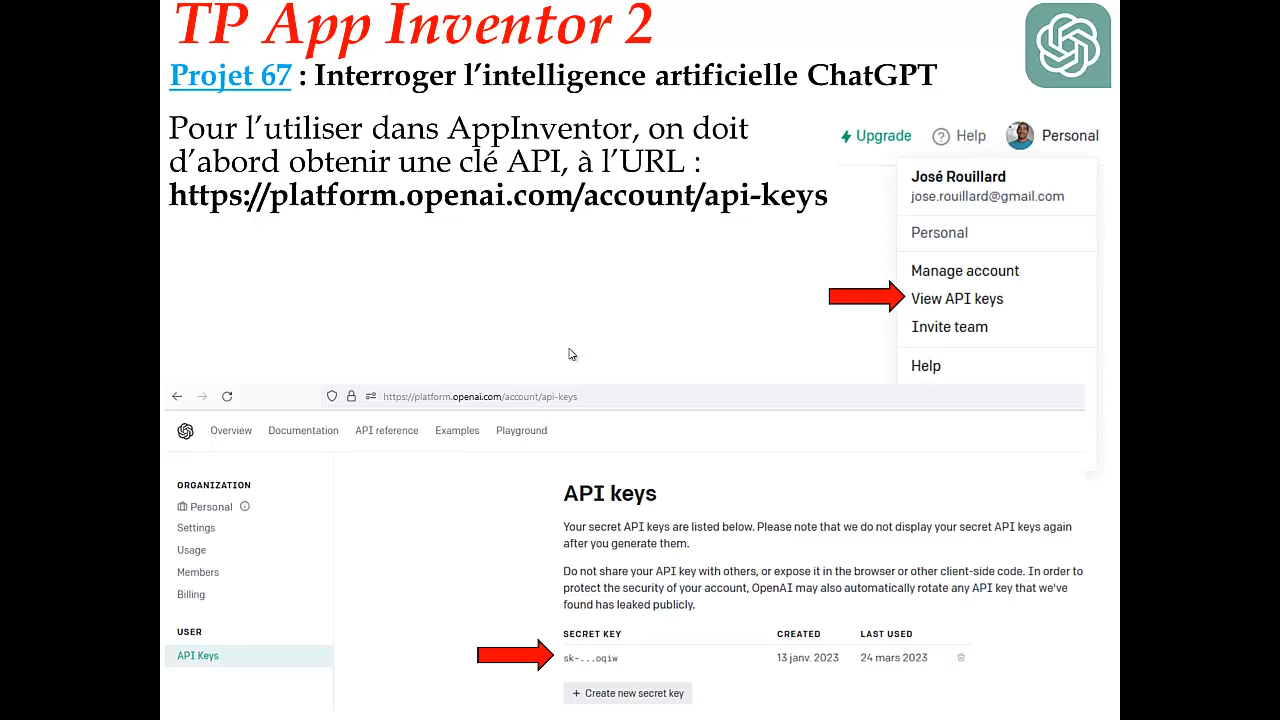 TP App Inventor 2
Projet 67 : Interroger l’intelligence artificielle ChatGPT
Pour l’utiliser dans AppInventor, on doit
d’abord obtenir une clé API, à l’URL :
https://platform.openai.com/account/api-keys
Upgrade
Help
Personal
José Rouillard
jose.rouillard@gmail.com
Personal
Manage account
View API keys
Invite team
Help
https://platform.openai.com/account/api-keys
Overview Documentation API reference Examples Playground
ORGANIZATION
Personal
Settings
Usage
Members
Billing
USER
API Keys
API keys
Your secret API keys are listed below. Please note that we do not display your secret API keys again
after you generate them.
Do not share your API key with others, or expose it in the browser or other client-side code. In order to
protect the security of your account, OpenAI may also automatically rotate any API key that we've
found has leaked publicly.
SECRET KEY CREATED LAST USED
sk-...oqiw 13 janv. 2023 24 mars 2023
+ Create new secret key